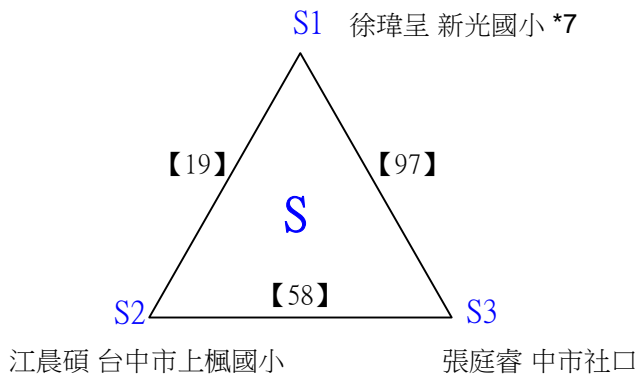 S1 徐瑋呈 新光國小 *7
【19】 【97】
S
【58】
S2 S3
江晨碩 台中市上楓國小 張庭睿 中市社口